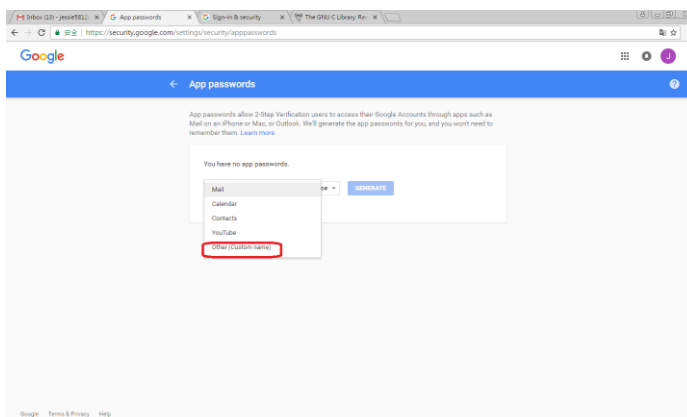 Inbox (13) - jessie5812
App passwords
Sign-in & security
The GNU C Library: Re
安全 | https://security.google.com/settings/security/apppasswords
Google
J
App passwords
App passwords allow 2-Step Verification users to access their Google Accounts through apps such as
Mail on an iPhone or Mac, or Outlook. We'll generate the app passwords for you, and you won't need to
remember them. Learn more
You have no app passwords.
Mail
GENERATE
Calendar
Contacts
YouTube
Other (Custom name)
Google Terms & Privacy Help